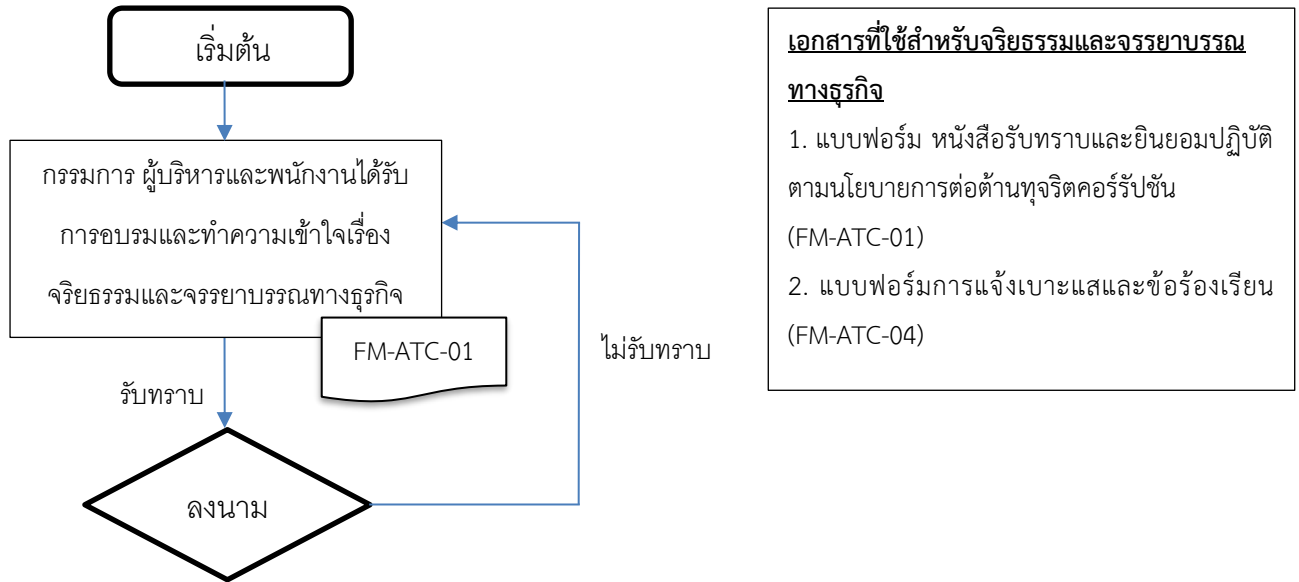 เริ่มต้น
กรรมการ ผู้บริหารและพนักงานได้รับ
การอบรมและทำความเข้าใจเรื่อง
จริยธรรมและจรรยาบรรณทางธุรกิจ
FM-ATC-01
ไม่รับทราบ
รับทราบ
ลงนาม
เอกสารที่ใช้สำหรับจริยธรรมและจรรยาบรรณ
ทางธุรกิจ
1. แบบฟอร์ม หนังสือรับทราบและยินยอมปฏิบัติ
ตามนโยบายการต่อต้านทุจริตคอร์รัปชัน
(FM-ATC-01)
2. แบบฟอร์มการแจ้งเบาะแสและข้อร้องเรียน
(FM-ATC-04)